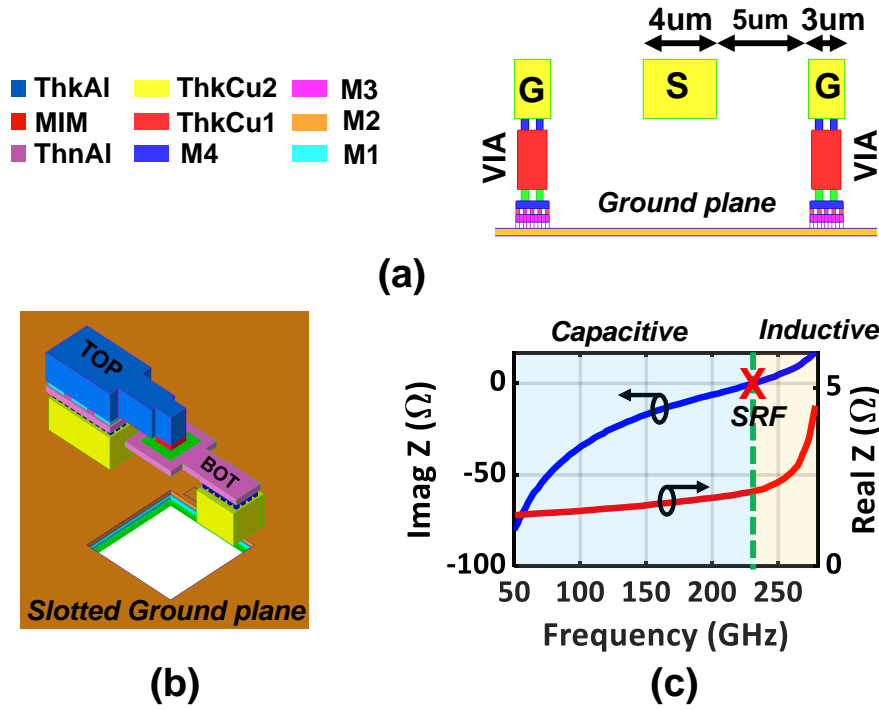 4um 5um 3um
ThkAl ThkCu2 M3
MIM ThkCu1 M2
ThnAl M4 M1
G S G
VIA VIA
Ground plane
(a)
TOP
BOT
Slotted Ground plane
(b)
Capacitive Inductive
0 5
SRF
-50
-100 0
50 100 150 200 250
Imag Z (Ω)
Real Z (Ω)
Frequency (GHz)
(c)